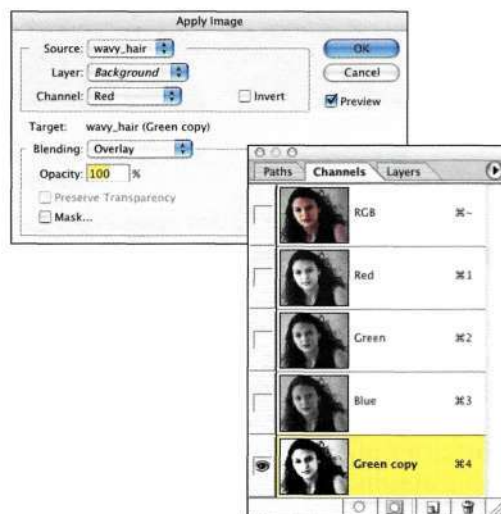 Apply Image
Source: wavy_hair
OK
Layer: Background
Cancel
Channel: Red
Invert
Preview
Target: wavy_hair (Green copy)
Blending: Overlay
Opacity: 100 %
Preserve Transparency
Mask...
Paths Channels Layers
RGB ⌘~
Red ⌘1
Green ⌘2
Blue ⌘3
Green copy ⌘4